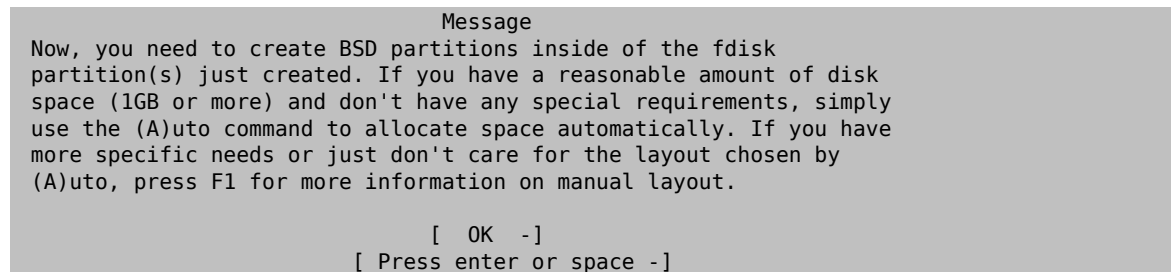 Message
Now, you need to create BSD partitions inside of the fdisk
partition(s) just created. If you have a reasonable amount of disk
space (1GB or more) and don't have any special requirements, simply
use the (A)uto command to allocate space automatically. If you have
more specific needs or just don't care for the layout chosen by
(A)uto, press F1 for more information on manual layout.
[ OK -]
[ Press enter or space -]